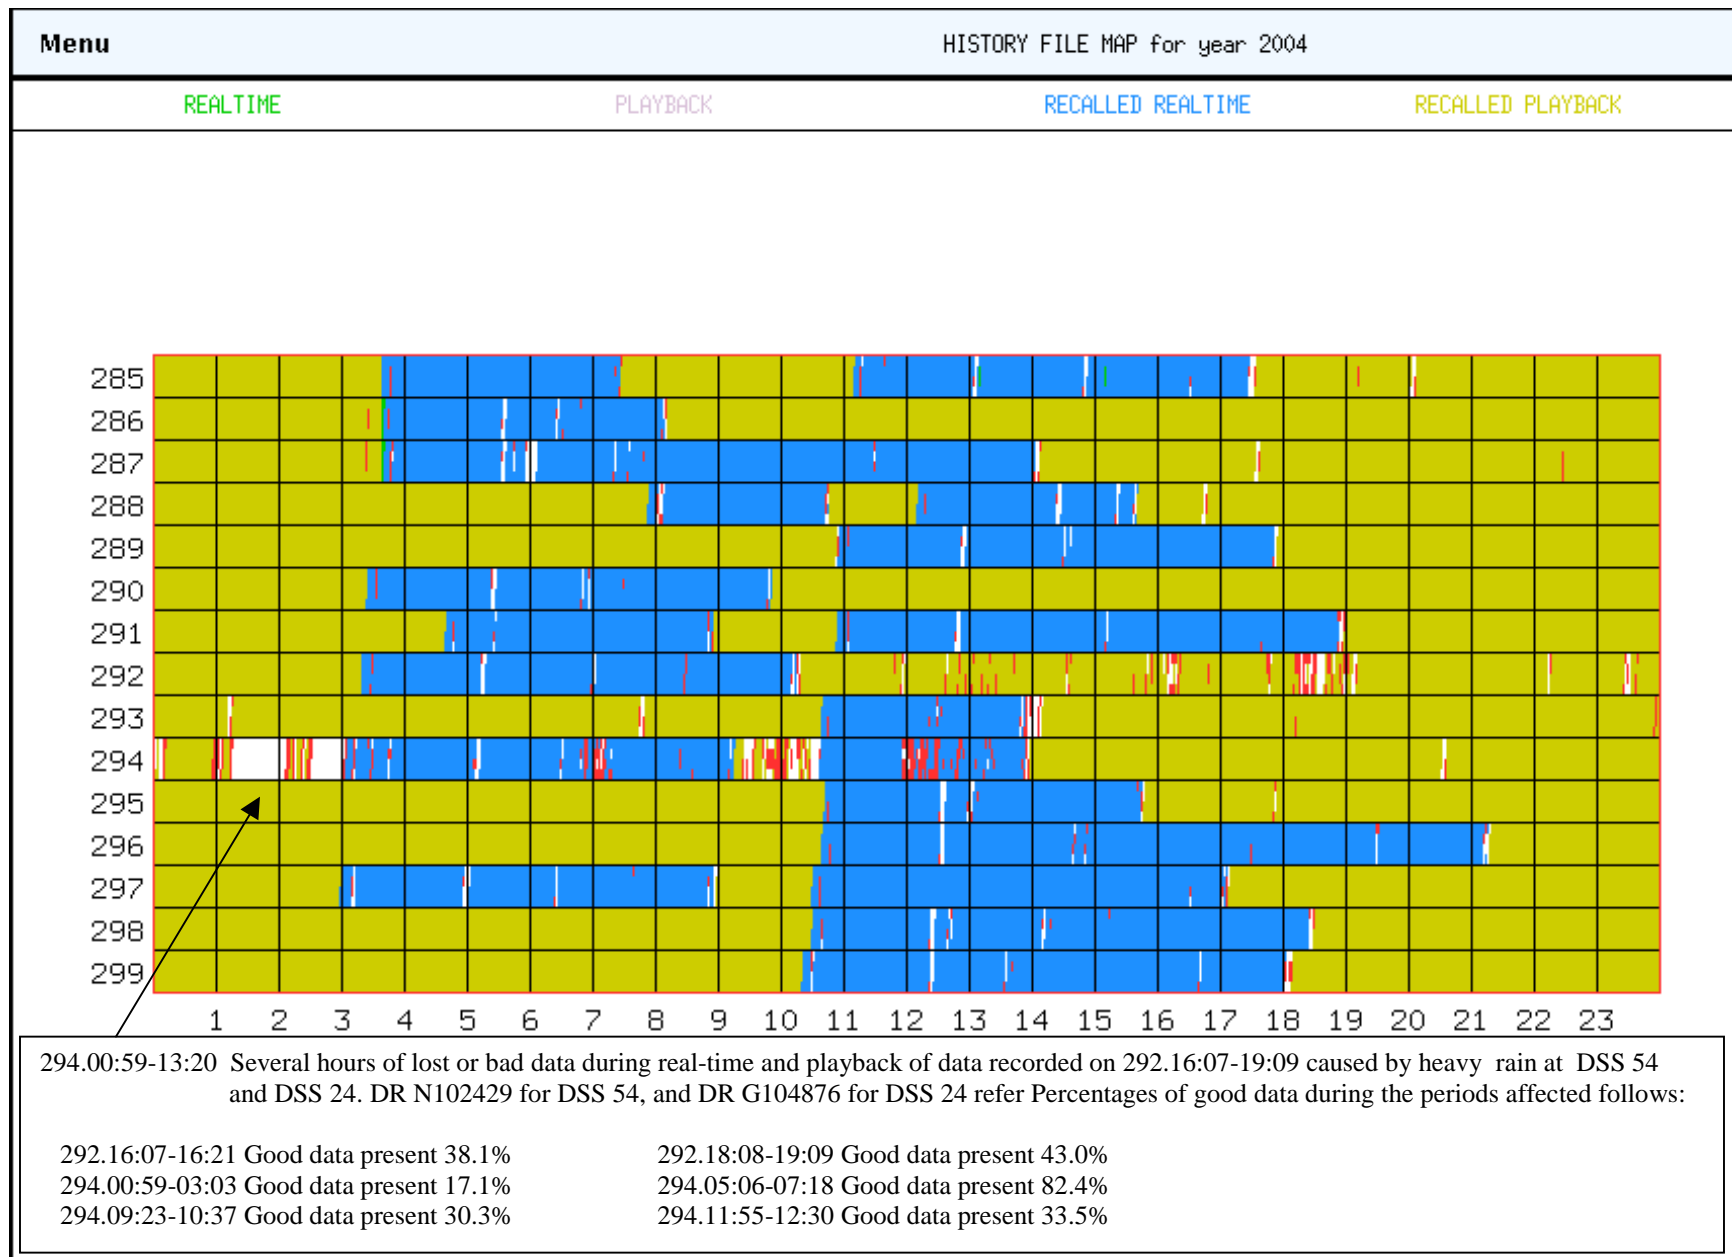 Menu HISTORY FILE MAP for year 2004
REALTIME PLAYBACK RECALLED REALTIME RECALLED PLAYBACK
285
286
287
288
289
290
291
292
293
294
295
296
297
298
299
1 2 3 4 5 6 7 8 9 10 11 12 13 14 15 16 17 18 19 20 21 22 23
294.00:59-13:20 Several hours of lost or bad data during real-time and playback of data recorded on 292.16:07-19:09 caused by heavy rain at DSS 54
and DSS 24. DR N102429 for DSS 54, and DR G104876 for DSS 24 refer Percentages of good data during the periods affected follows:
292.16:07-16:21 Good data present 38.1% 292.18:08-19:09 Good data present 43.0%
294.00:59-03:03 Good data present 17.1% 294.05:06-07:18 Good data present 82.4%
294.09:23-10:37 Good data present 30.3% 294.11:55-12:30 Good data present 33.5%